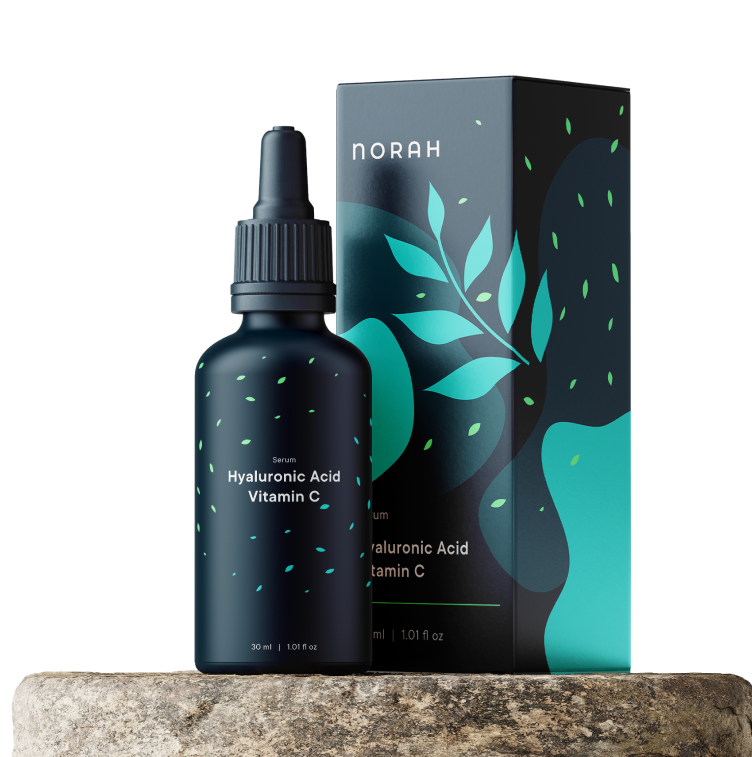 NORAH
Serum
Hyaluronic Acid
Vitamin C
30 ml | 1.01 fl oz
rum
yaluronic Acid
tamin C
ml | 1.01 fl oz